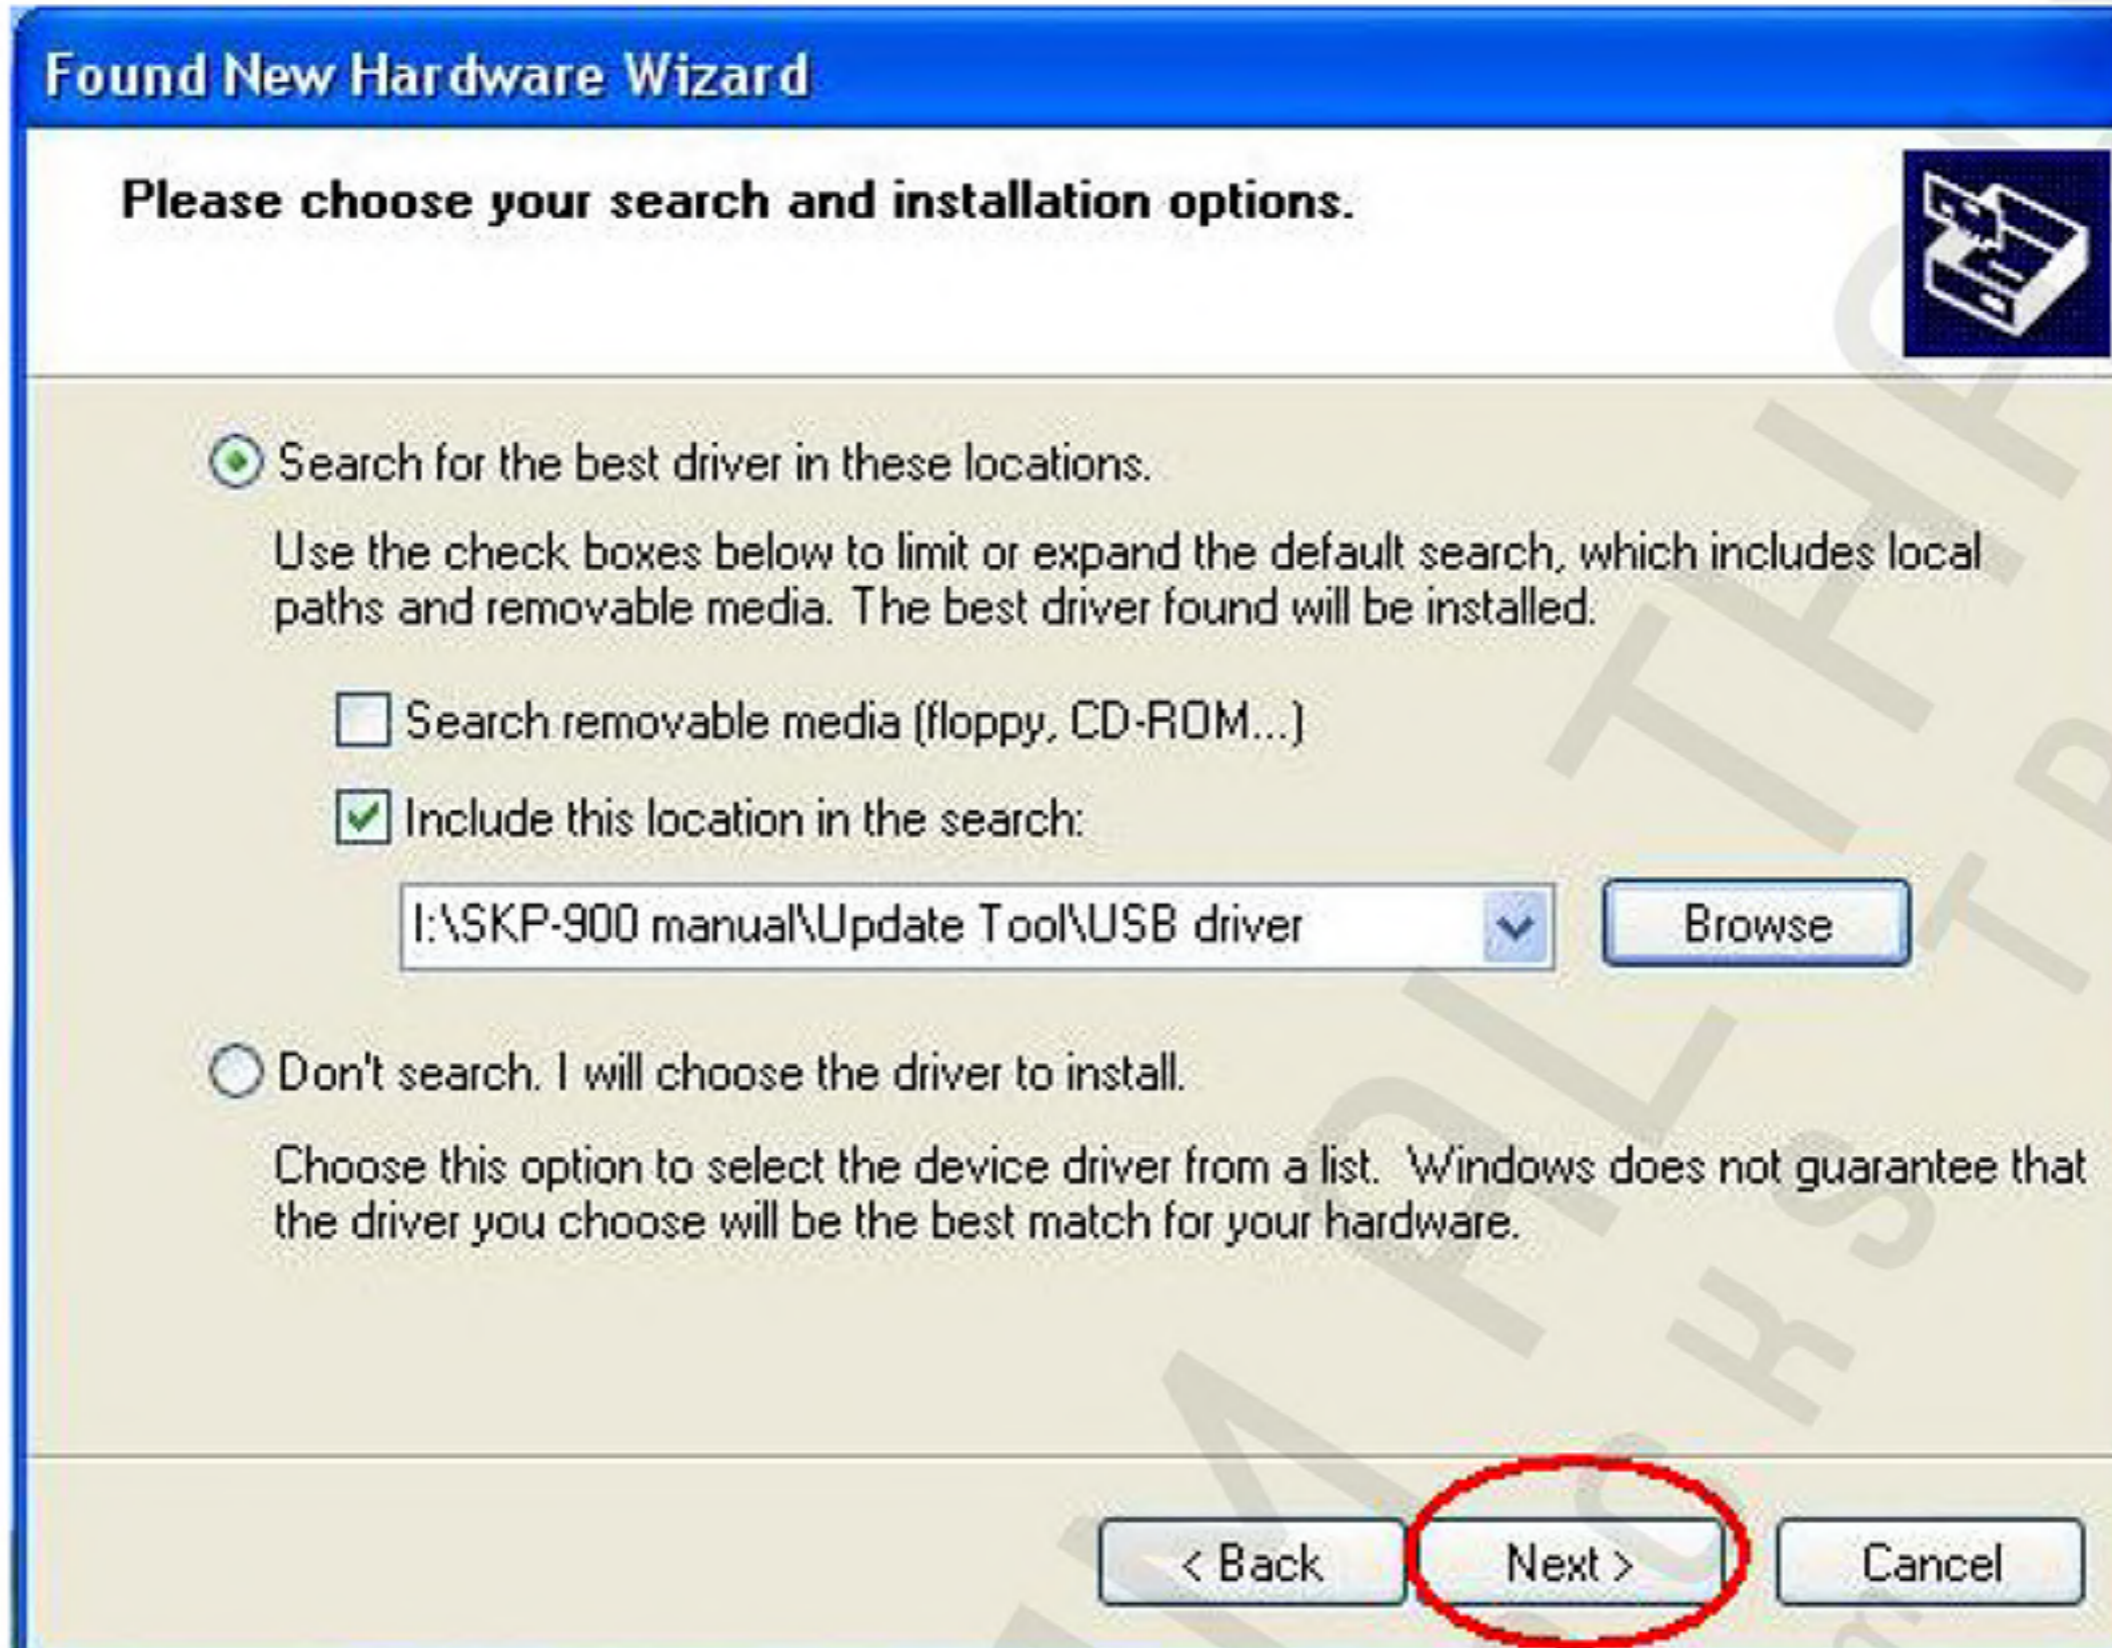 Found New Hardware Wizard
Please choose your search and installation options.
Search for the best driver in these locations.
Use the check boxes below to limit or expand the default search, which includes local
paths and removable media. The best driver found will be installed.
Search removable media (floppy, CD-ROM...)
Include this location in the search:
I:\SKP-900 manual\Update Tool\USB driver
Browse
Don't search. I will choose the driver to install.
Choose this option to select the device driver from a list. Windows does not guarantee that
the driver you choose will be the best match for your hardware.
< Back
Next >
Cancel